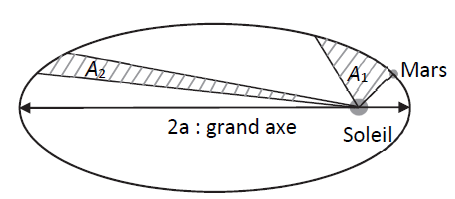 A₂
A₁
Mars
2a : grand axe
Soleil